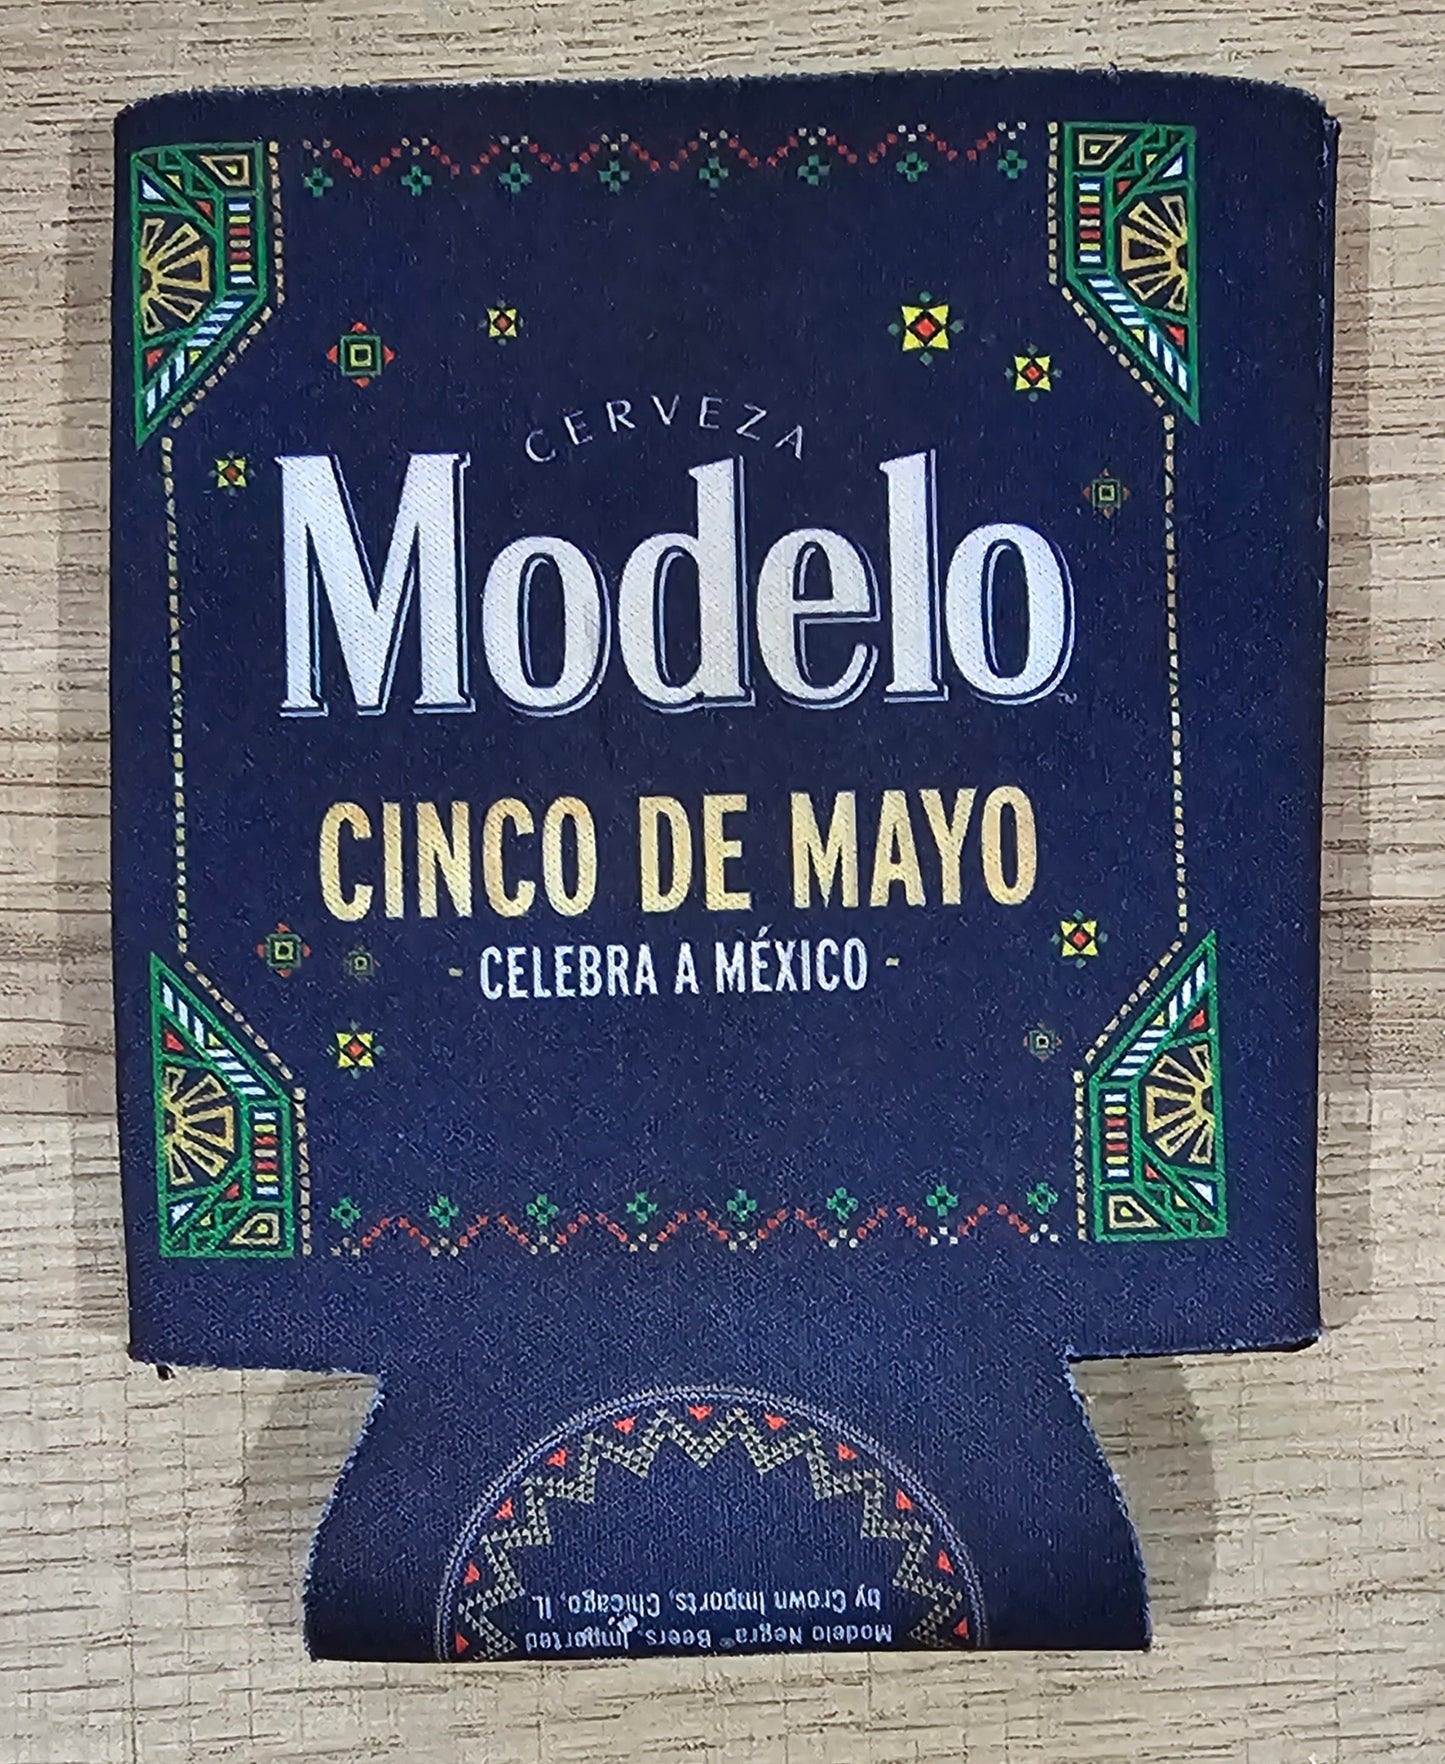 CERVEZA
Modelo
CINCO DE MAYO
- CELEBRA A MÉXICO -
Modelo Negra® Beers. Imported
by Crown Imports, Chicago, IL